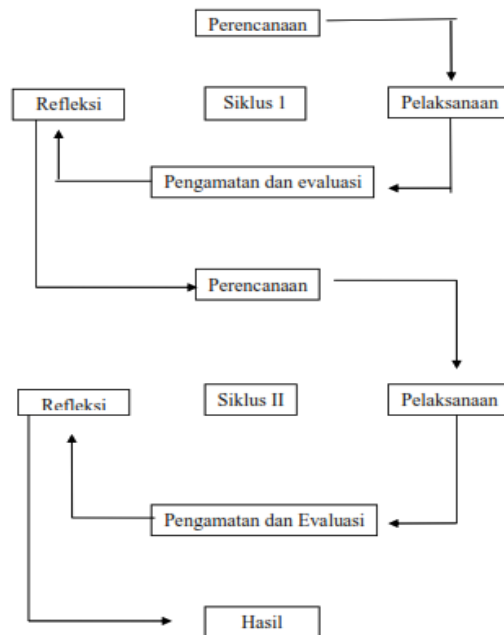 Perencanaan
Refleksi
Siklus 1
Pelaksanaan
Pengamatan dan evaluasi
Perencanaan
Refleksi
Siklus II
Pelaksanaan
Pengamatan dan Evaluasi
Hasil